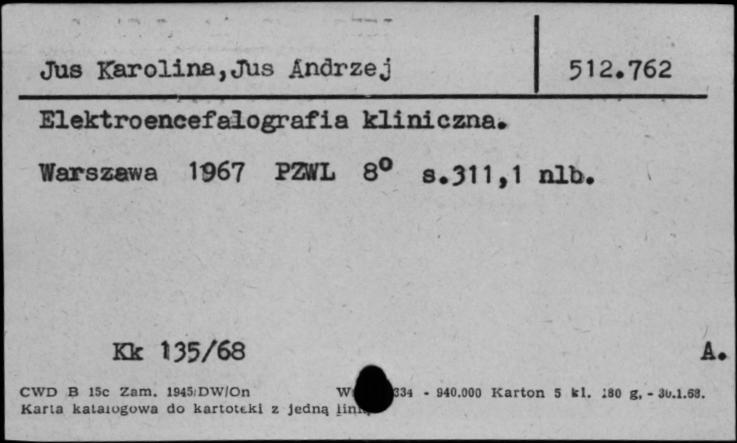 Jus Karolina,Jus Andrzej 512.762
Elektroencefalografia kliniczna.
Warszawa 1967 PZWL 8° s.311,1 nlb.
Kk 135/68 A.
CWD B 15c Zam. 1945/DW/On 334 - 940.000 Karton 5 kl. 180 g. - 30.1.68.
Karta katalogowa do kartoteki z jedną